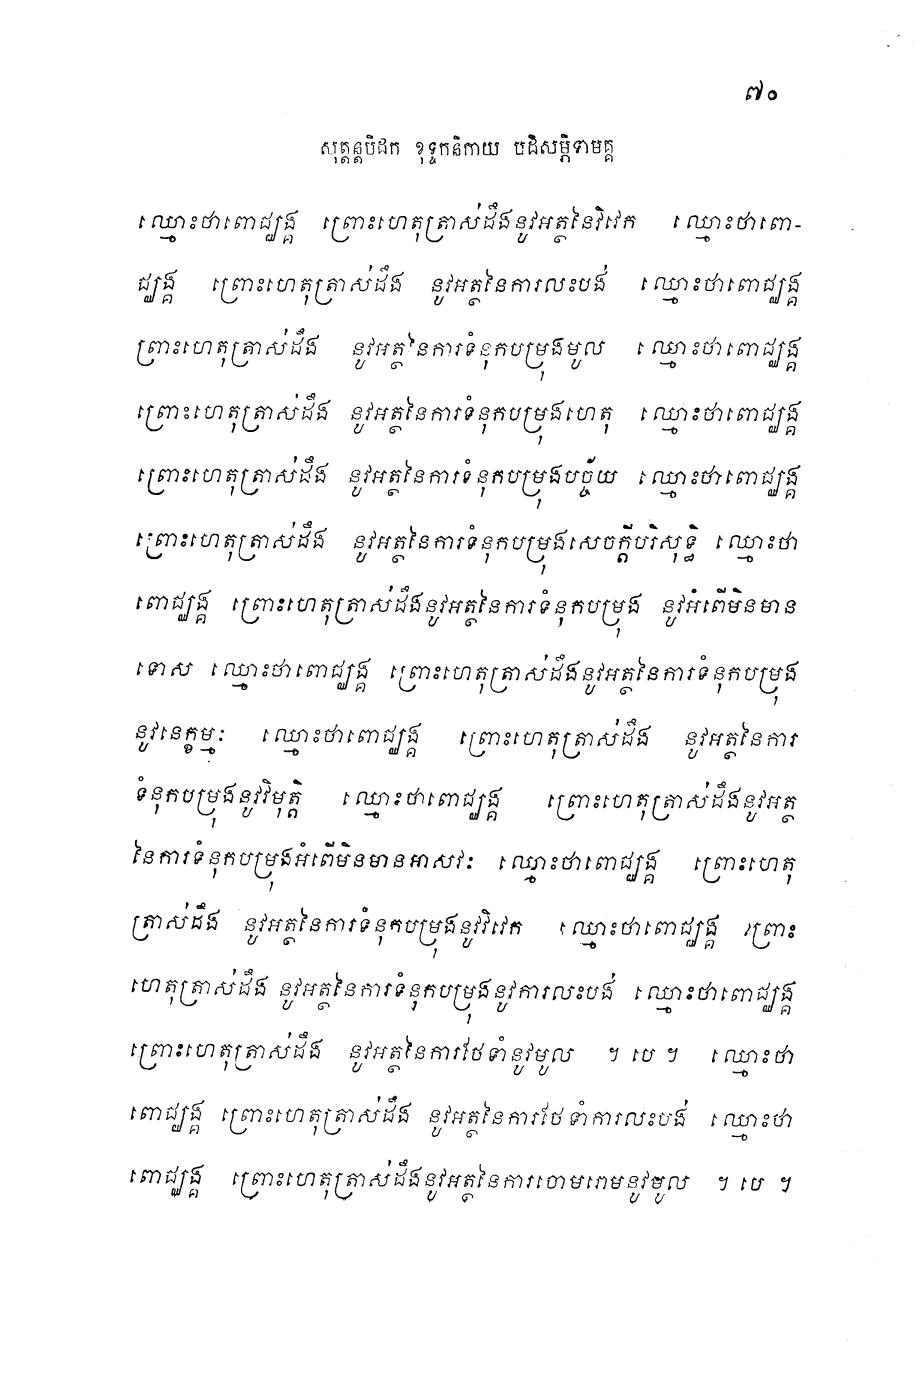 ៧០
សុត្តន្តបិដក ខុទ្ទកនិកាយ បដិសម្ភិទាមគ្គ
ឈ្មោះថាពោជ្ឈង្គ ព្រោះហេតុត្រាស់ដឹងនូវអត្ថនៃវិវេក ឈ្មោះថាពោ-
ជ្ឈង្គ ព្រោះហេតុត្រាស់ដឹង នូវអត្ថនៃការលះបង់ ឈ្មោះថាពោជ្ឈង្គ
ព្រោះហេតុត្រាស់ដឹង នូវអត្ថនៃការទំនុកបម្រុងមូល ឈ្មោះថាពោជ្ឈង្គ
ព្រោះហេតុត្រាស់ដឹង នូវអត្ថនៃការទំនុកបម្រុងហេតុ ឈ្មោះថាពោជ្ឈង្គ
ព្រោះហេតុត្រាស់ដឹង នូវអត្ថនៃការទំនុកបម្រុងបច្ច័យ ឈ្មោះថាពោជ្ឈង្គ
ព្រោះហេតុត្រាស់ដឹង នូវអត្ថនៃការទំនុកបម្រុងសេចក្តីបរិសុទ្ធិ ឈ្មោះថា
ពោជ្ឈង្គ ព្រោះហេតុត្រាស់ដឹងនូវអត្ថនៃការទំនុកបម្រុង នូវអំពើមិនមាន
ទោស ឈ្មោះថាពោជ្ឈង្គ ព្រោះហេតុត្រាស់ដឹងនូវអត្ថនៃការទំនុកបម្រុង
នូវនេក្ខម្មៈ ឈ្មោះថាពោជ្ឈង្គ ព្រោះហេតុត្រាស់ដឹង នូវអត្ថនៃការ
ទំនុកបម្រុងនូវវិមុត្តិ ឈ្មោះថាពោជ្ឈង្គ ព្រោះហេតុត្រាស់ដឹងនូវអត្ថ
នៃការទំនុកបម្រុងអំពើមិនមានអាសវៈ ឈ្មោះថាពោជ្ឈង្គ ព្រោះហេតុ
ត្រាស់ដឹង នូវអត្ថនៃការទំនុកបម្រុងនូវវិវេក ឈ្មោះថាពោជ្ឈង្គ ព្រោះ
ហេតុត្រាស់ដឹង នូវអត្ថនៃការទំនុកបម្រុងនូវការលះបង់ ឈ្មោះថាពោជ្ឈង្គ
ព្រោះហេតុត្រាស់ដឹង នូវអត្ថនៃការថែទាំនូវមូល ។ បេ ។ ឈ្មោះថា
ពោជ្ឈង្គ ព្រោះហេតុត្រាស់ដឹង នូវអត្ថនៃការថែទាំការលះបង់ ឈ្មោះថា
ពោជ្ឈង្គ ព្រោះហេតុត្រាស់ដឹងនូវអត្ថនៃការចោមរោមនូវមូល ។ បេ ។